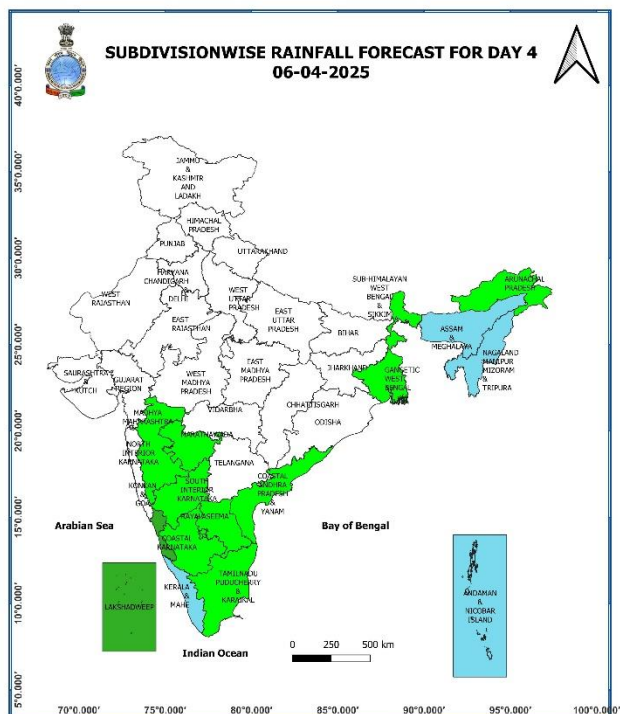 SUBDIVISIONWISE RAINFALL FORECAST FOR DAY 4
06-04-2025
40°0.000'
35°0.000'
30°0.000'
25°0.000'
20°0.000'
15°0.000'
10°0.000'
5°0.000'
JAMMU
&
KASHMIR
AND
LADAKH
HIMACHAL
PRADESH
PUNJAB
UTTARAKHAND
HARYANA
CHANDIGARH
&
DELHI
WEST
RAJASTHAN
WEST
UTTAR
PRADESH
EAST
RAJASTHAN
EAST
UTTAR
PRADESH
SUB-HIMALAYAN
WEST
BENGAL
&
SIKKIM
ARUNACHAL
PRADESH
BIHAR
ASSAM
&
MEGHALAYA
NAGALAND
MANIPUR
MIZORAM
&
TRIPURA
SAURASHTRA
&
KUTCH
GUJARAT
REGION
WEST
MADHYA
PRADESH
EAST
MADHYA
PRADESH
JHARKHAND
GANGETIC
WEST
BENGAL
CHHATTISGARH
ODISHA
VIDARBHA
MADHYA
MAHARASHTRA
MARATHAWADA
TELANGANA
NORTH
INTERIOR
KARNATAKA
KONKAN
&
GOA
SOUTH
INTERIOR
KARNATAKA
COASTAL
ANDHRA
PRADESH
&
YANAM
RAYALASEEMA
COASTAL
KARNATAKA
Arabian Sea
Bay of Bengal
LAKSHADWEEP
KERALA
&
MAHE
TAMILNADU
PUDUCHERRY
&
KARAIKAL
ANDAMAN
&
NICOBAR
ISLAND
0 250 500 km
Indian Ocean
70°0.000' 75°0.000' 80°0.000' 85°0.000' 90°0.000' 95°0.000' 100°0.000'